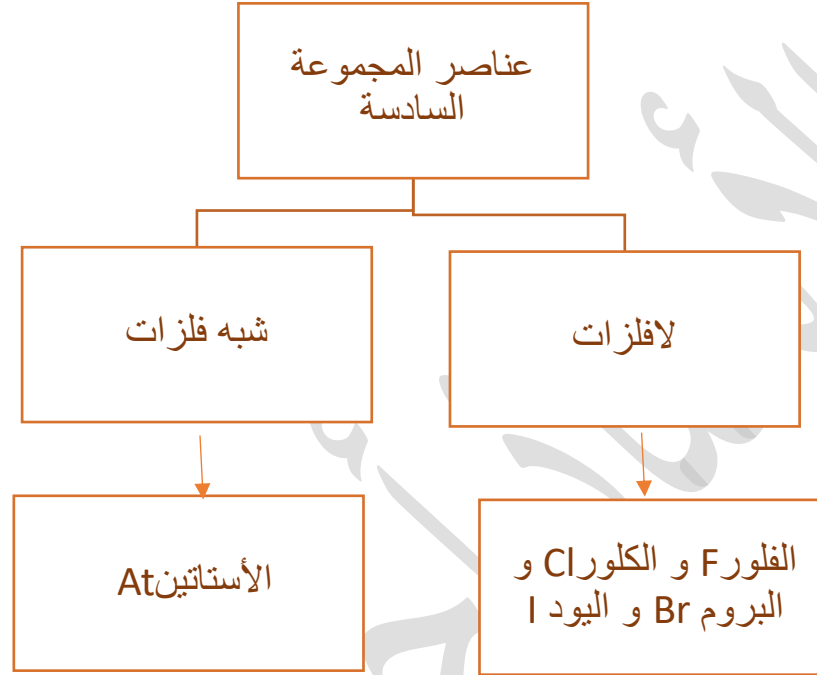 عناصر المجموعة
السادسة
لافلزات
شبه فلزات
الفلورF و الكلورCl و
البروم Br و اليود I
الأستاتينAt